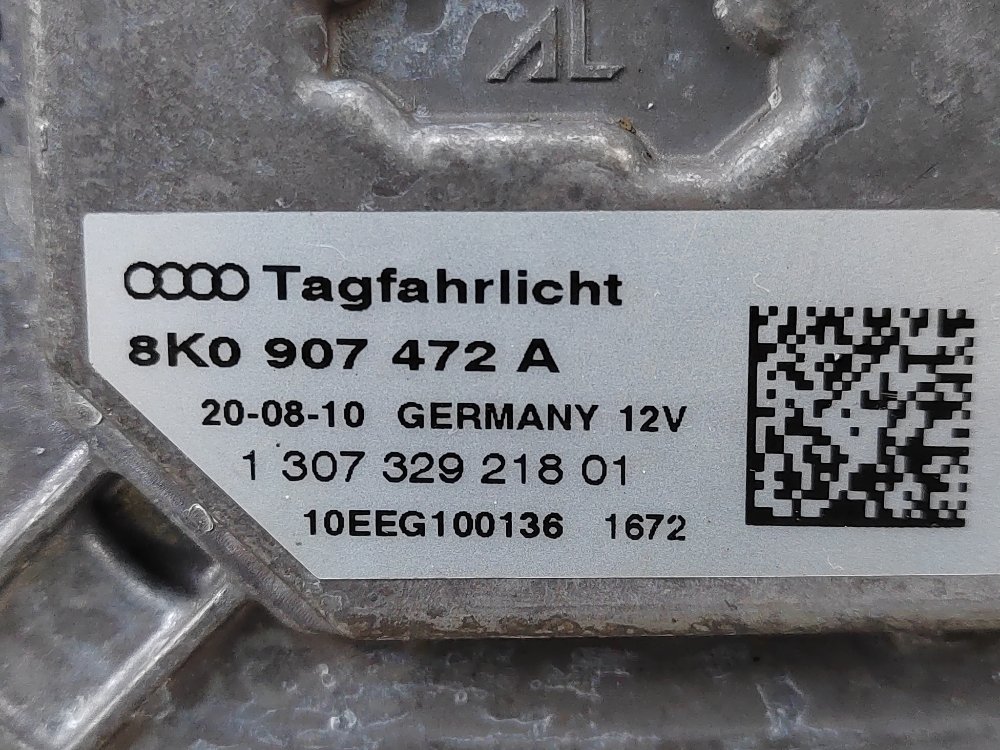 AL
Tagfahrlicht
8K0 907 472 A
20-08-10 GERMANY 12V
1 307 329 218 01
10EEG100136 1672